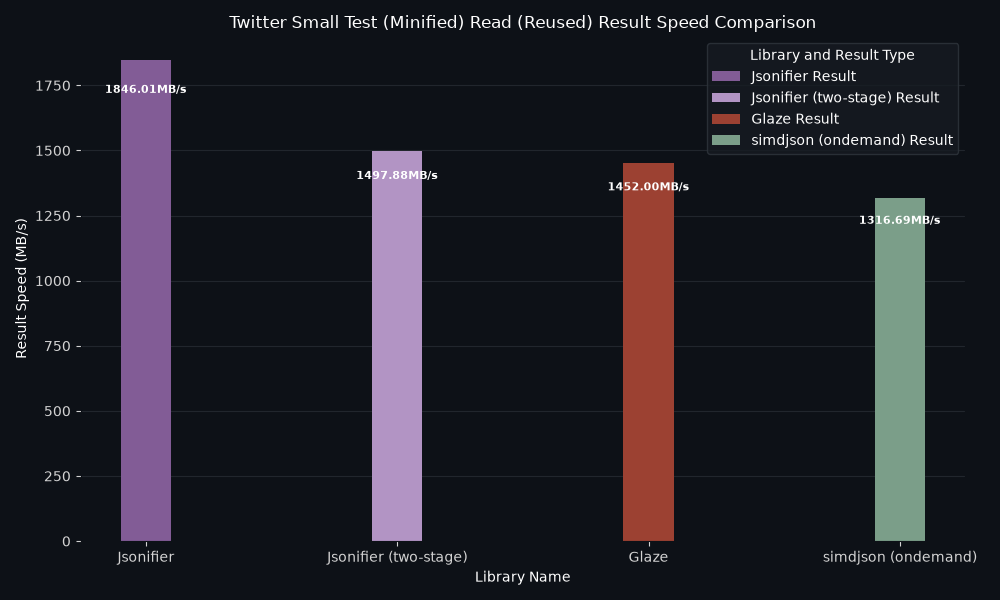 Twitter Small Test (Minified) Read (Reused) Result Speed Comparison
Library and Result Type
Jsonifier Result
Jsonifier (two-stage) Result
Glaze Result
simdjson (ondemand) Result
Result Speed (MB/s)
1750
1500
1250
1000
750
500
250
0
1846.01MB/s
1497.88MB/s
1452.00MB/s
1316.69MB/s
Jsonifier
Jsonifier (two-stage)
Glaze
simdjson (ondemand)
Library Name